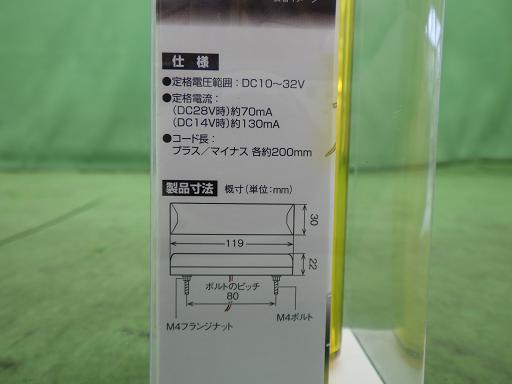 仕様
●定格電圧範囲：DC10〜32V
●定格電流：
（DC28V時）約70mA
（DC14V時）約130mA
●コード長：
プラス／マイナス 各約200mm
製品寸法 概寸（単位：mm）
30
119
22
ボルトのピッチ
80
M4フランジナット
M4ボルト